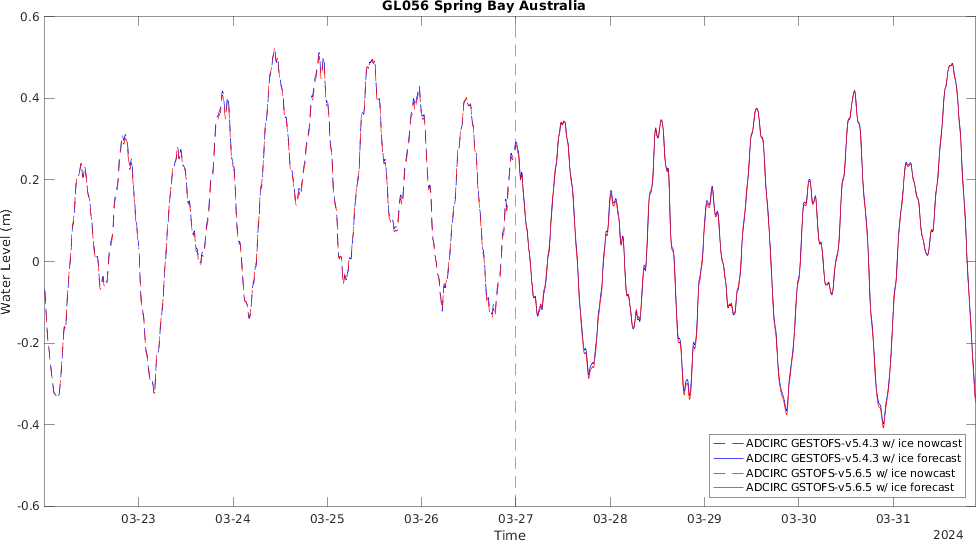 GL056 Spring Bay Australia
0.6
0.4
0.2
0
-0.2
-0.4
-0.6
Water Level (m)
ADCIRC GESTOFS-v5.4.3 w/ ice nowcast
ADCIRC GESTOFS-v5.4.3 w/ ice forecast
ADCIRC GSTOFS-v5.6.5 w/ ice nowcast
ADCIRC GSTOFS-v5.6.5 w/ ice forecast
03-23 03-24 03-25 03-26 03-27 03-28 03-29 03-30 03-31
Time
2024